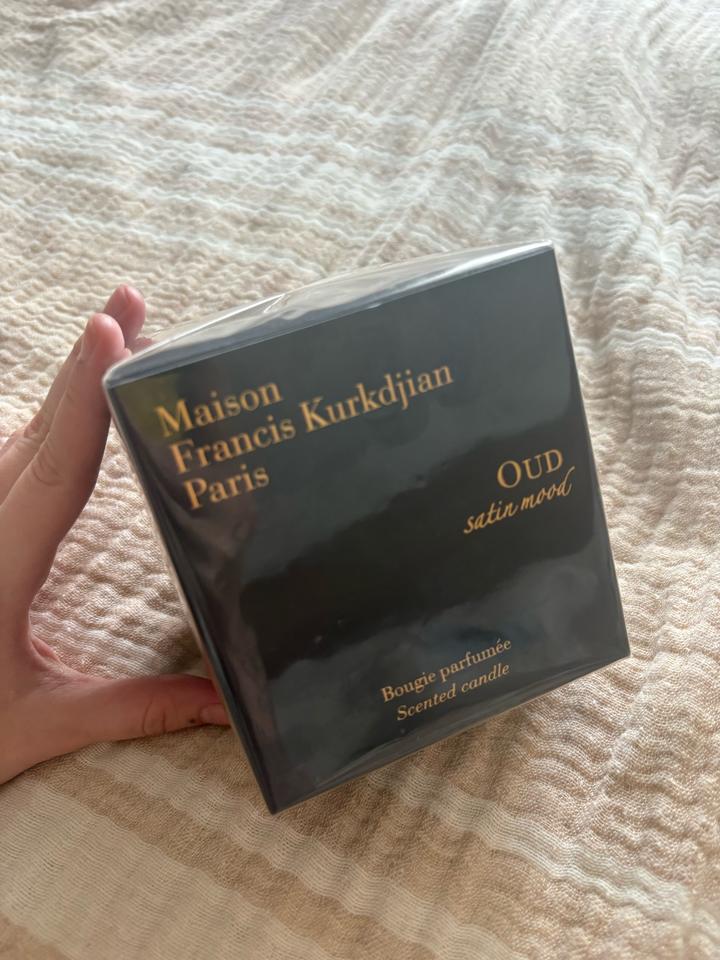 Maison
Francis Kurkdjian
Paris
OUD
satin mood
Bougie parfumée
Scented candle